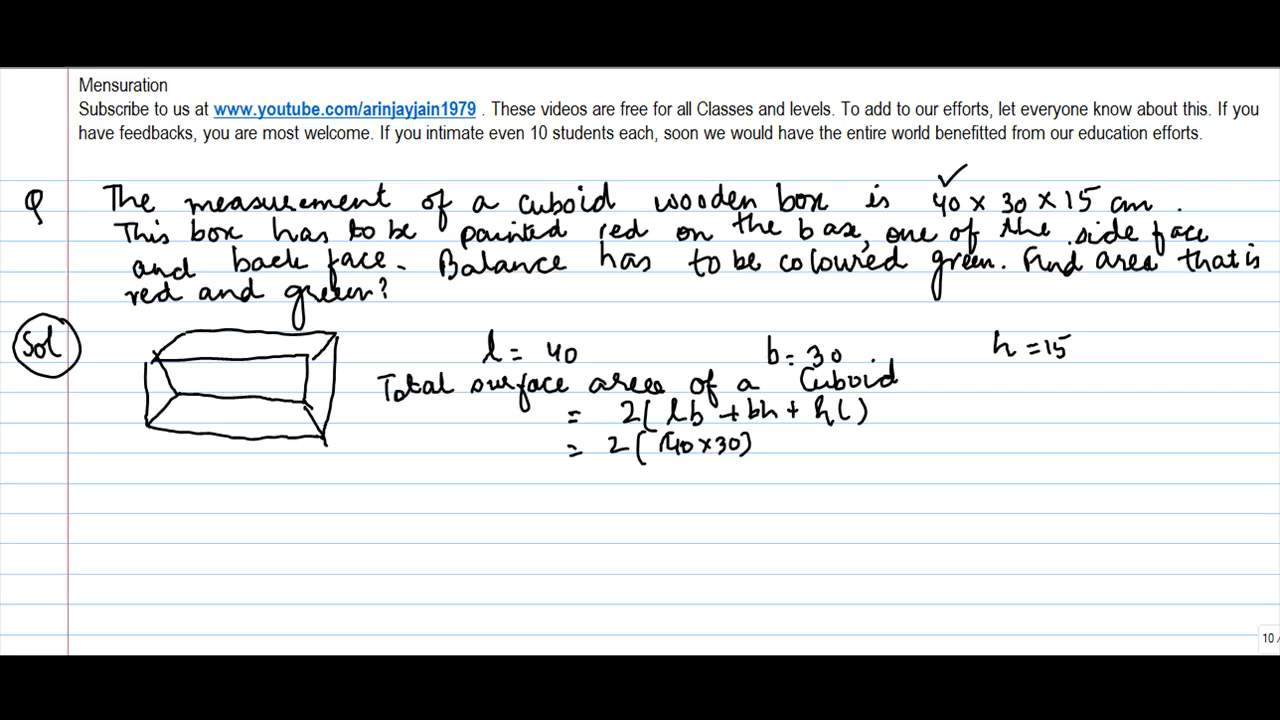 Mensuration
Subscribe to us at www.youtube.com/arinjayjain1979 . These videos are free for all Classes and levels. To add to our efforts, let everyone know about this. If you
have feedbacks, you are most welcome. If you intimate even 10 students each, soon we would have the entire world benefitted from our education efforts.
Q The measurement of a cuboid wooden box is 40 × 30 × 15 cm.
This box has to be painted red on the base, one of the side face
and back face. Balance has to be coloured green. Find area that is
red and green?
Sol l = 40 b = 30 h = 15
Total surface area of a Cuboid
= 2(lb + bh + hl)
= 2((40×30)
10 /